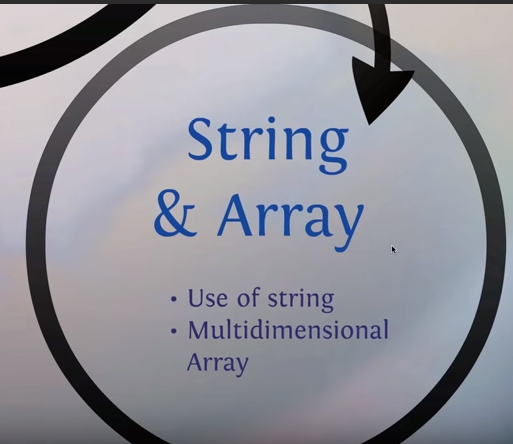 String
& Array
• Use of string
• Multidimensional
Array